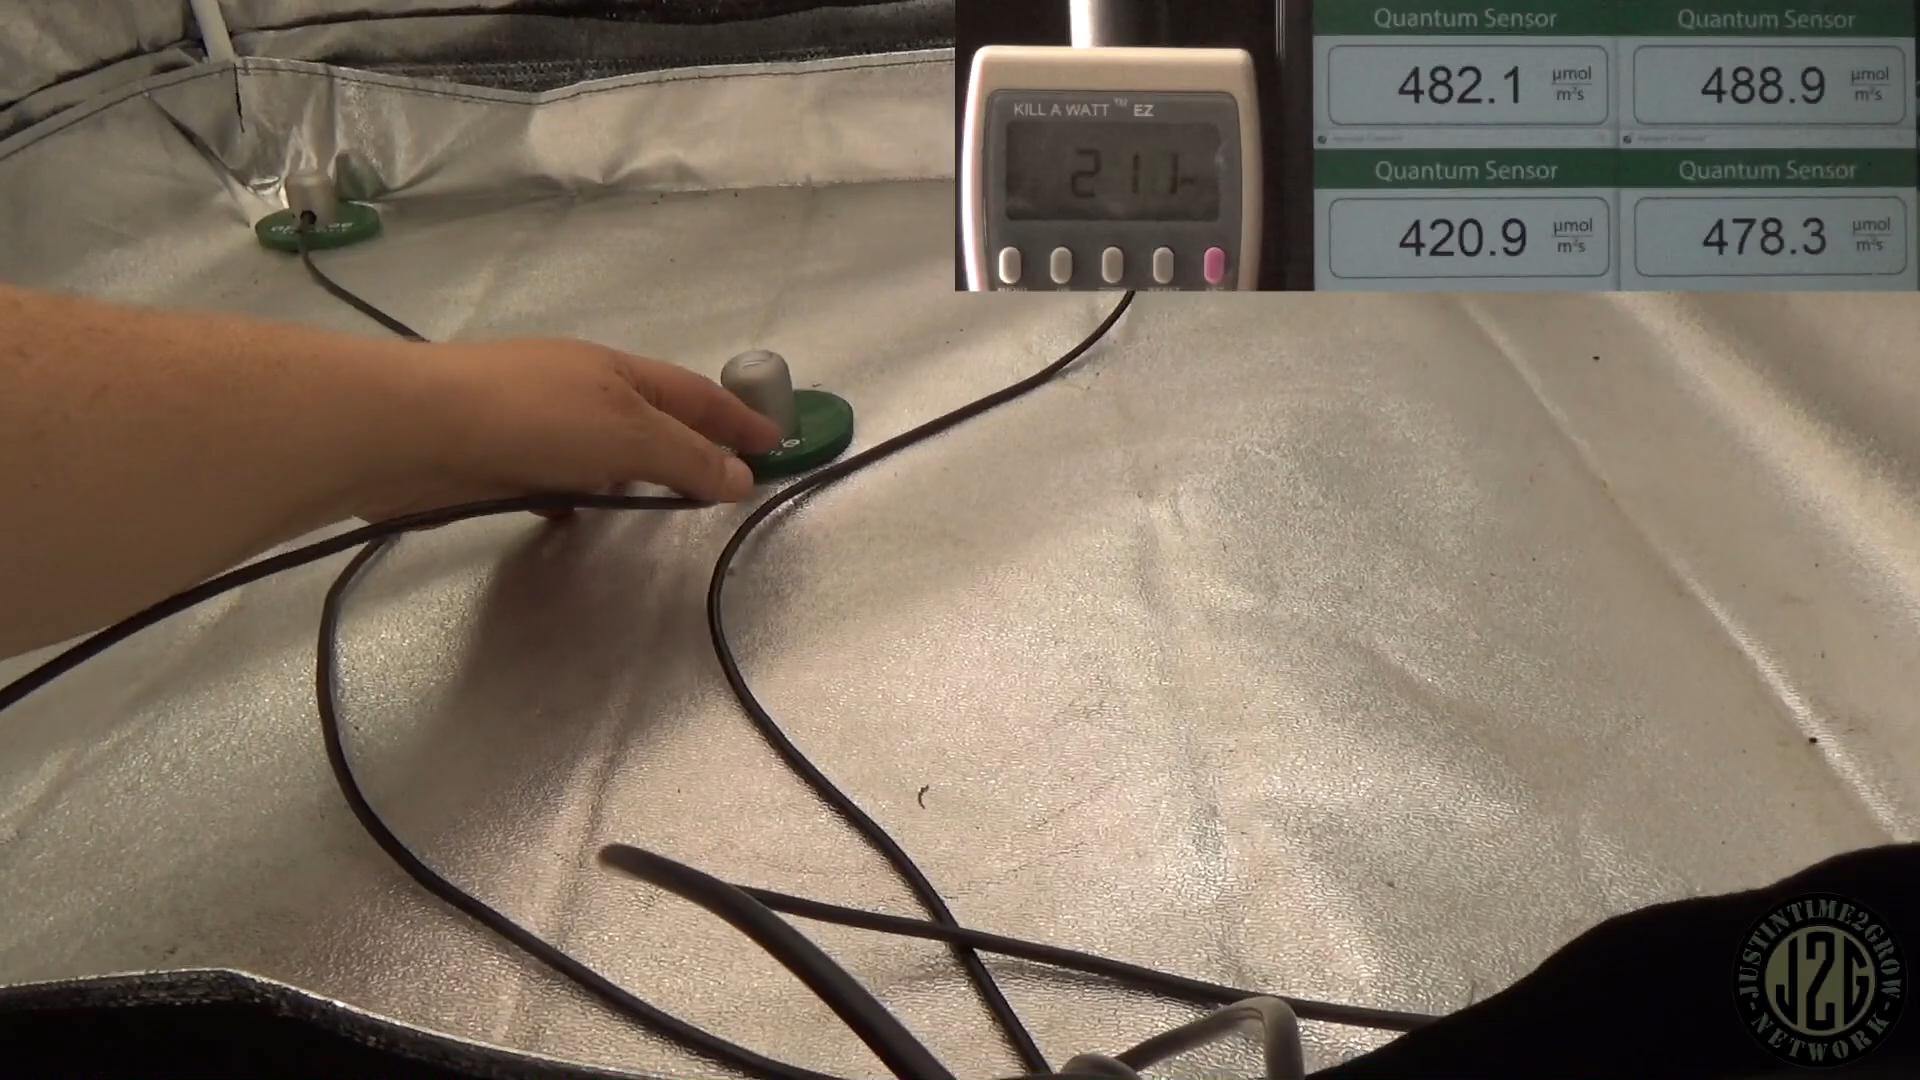 KILL A WATT™ EZ
211
Quantum Sensor
482.1 µmol
m²s
Quantum Sensor
488.9 µmol
m²s
Quantum Sensor
420.9 µmol
m²s
Quantum Sensor
478.3 µmol
m²s
JUSTINTIME2GROW
J2G
NETWORK